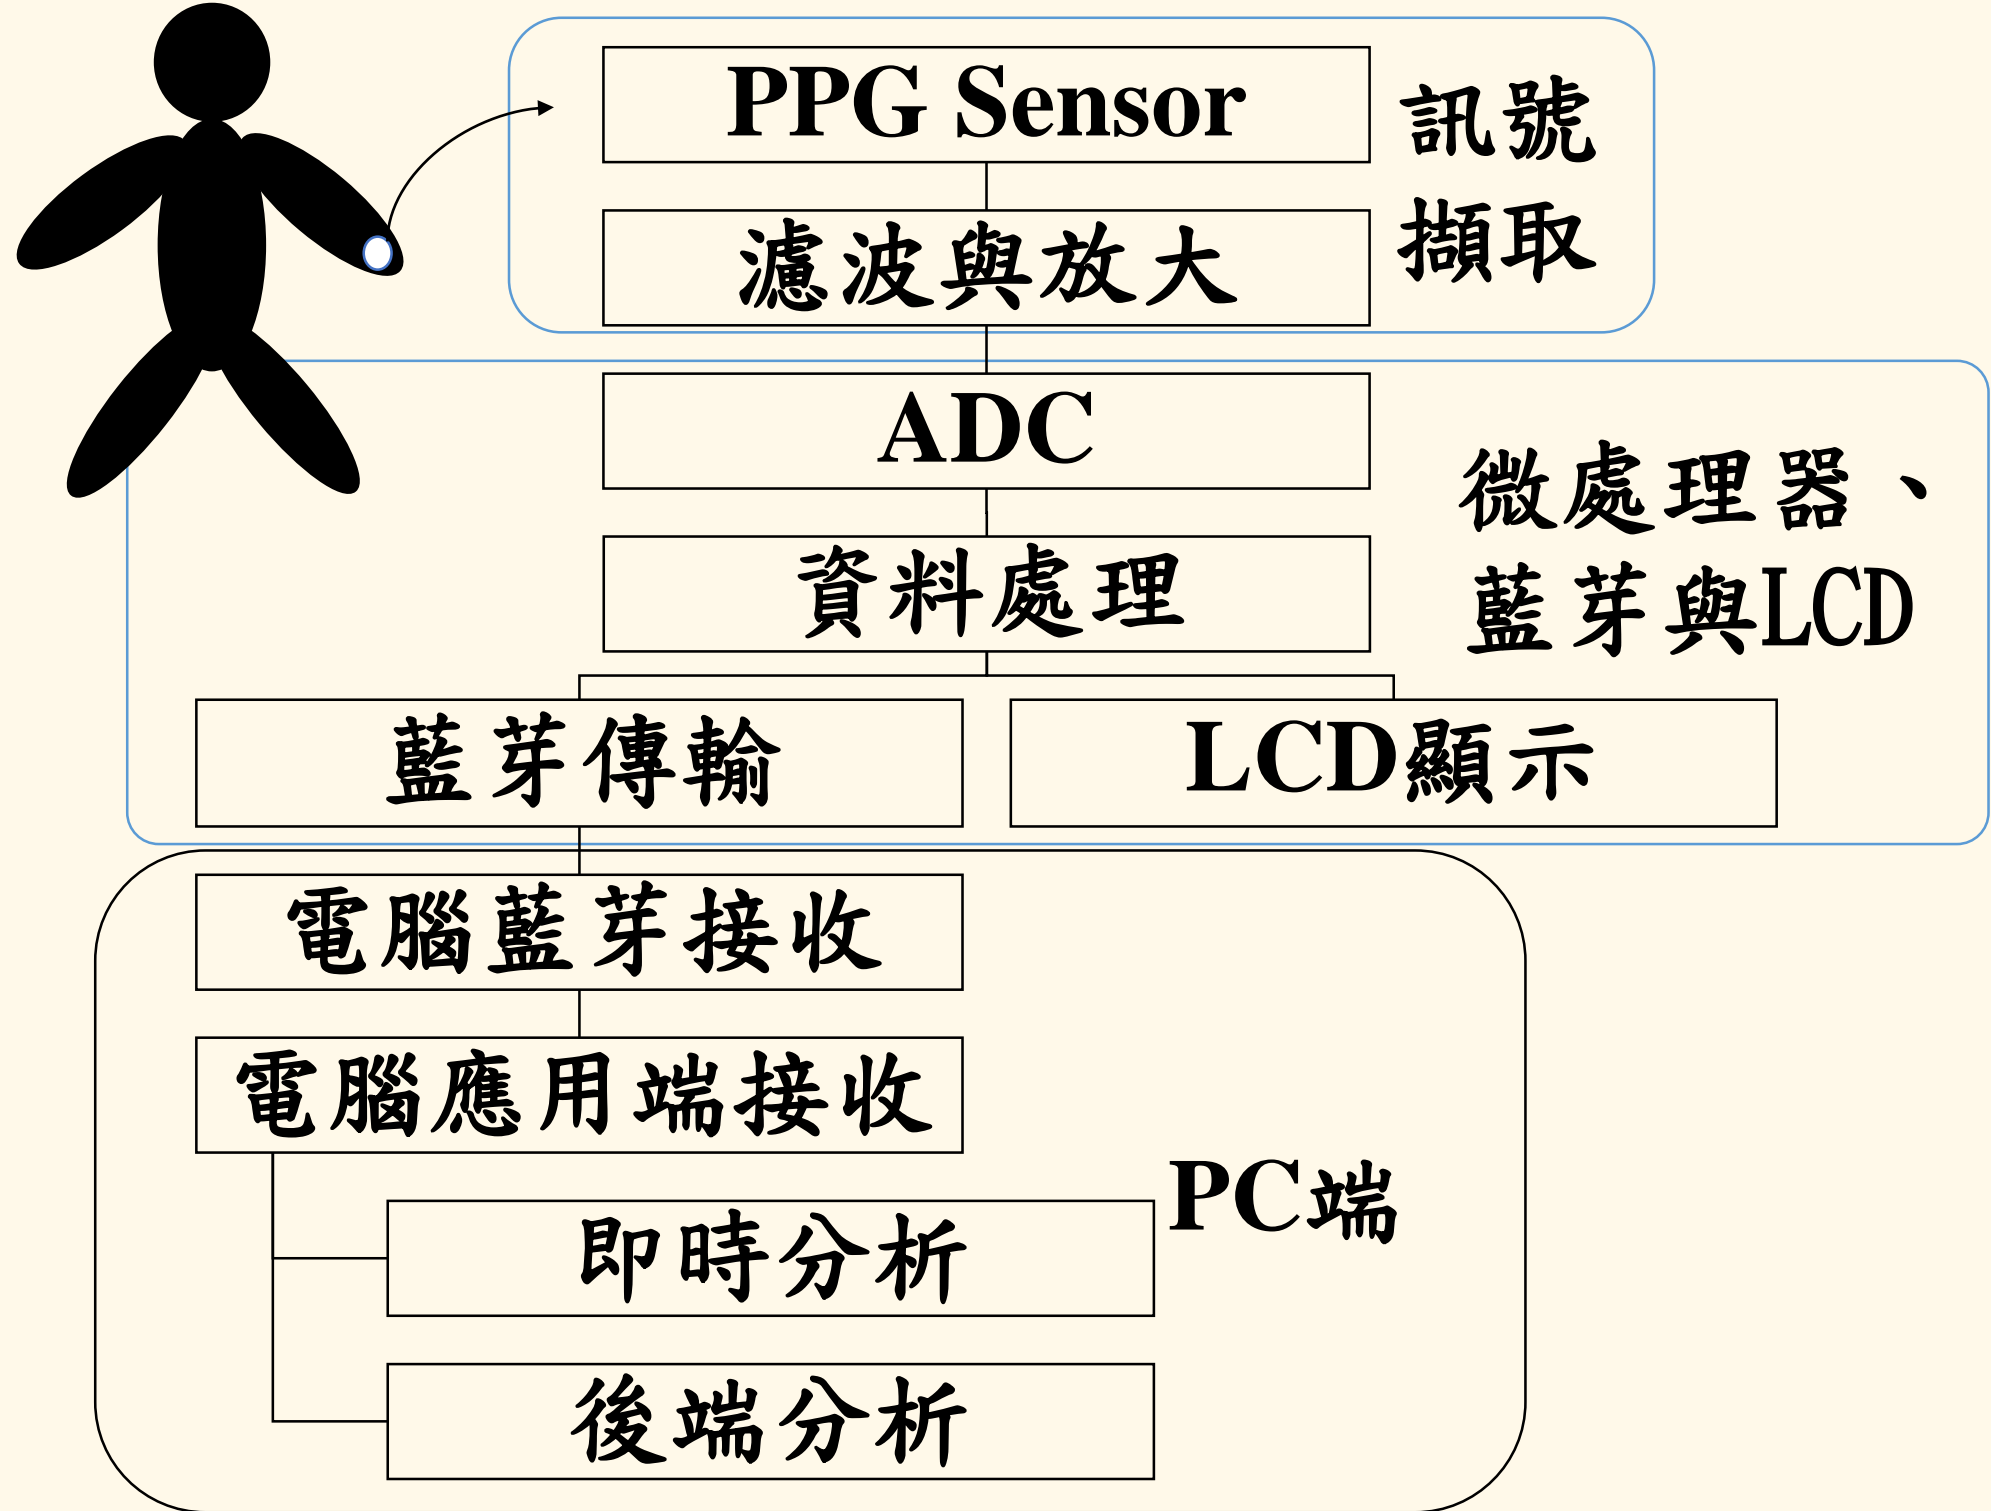 PPG Sensor
訊號
擷取
濾波與放大
ADC
微處理器、
藍芽與LCD
資料處理
藍芽傳輸
LCD顯示
電腦藍芽接收
電腦應用端接收
PC端
即時分析
後端分析